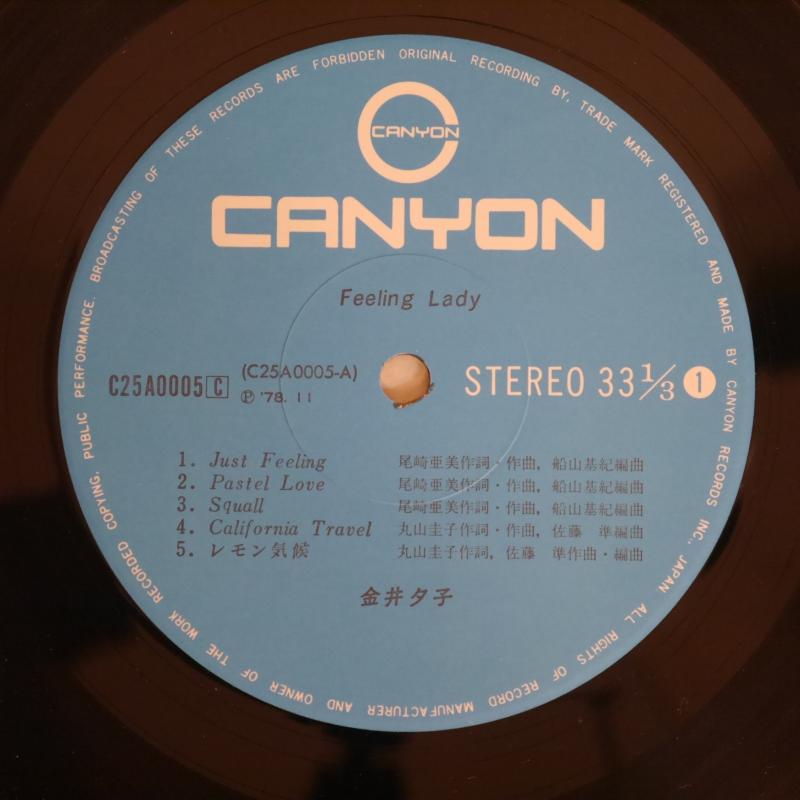 BROADCASTING OF THESE RECORDS ARE FORBIDDEN ORIGINAL RECORDING BY, TRADE MARK REGISTERED AND MADE BY CANYON RECORDS INC, JAPAN. ALL RIGHTS OF RECORD MANUFACTURER AND OWNER OF THE WORK RECORDED COPYING, PUBLIC PERFORMANCE.
CANYON
CANYON
Feeling Lady
C25A0005 C (C25A0005-A)
℗ '78. 11
STEREO 33 1/3 1
1. Just Feeling 尾崎亜美作詞・作曲, 船山基紀編曲
2. Pastel Love 尾崎亜美作詞・作曲, 船山基紀編曲
3. Squall 尾崎亜美作詞・作曲, 船山基紀編曲
4. California Travel 丸山圭子作詞・作曲, 佐藤 準編曲
5. レモン気候 丸山圭子作詞, 佐藤 準作曲・編曲
金井夕子